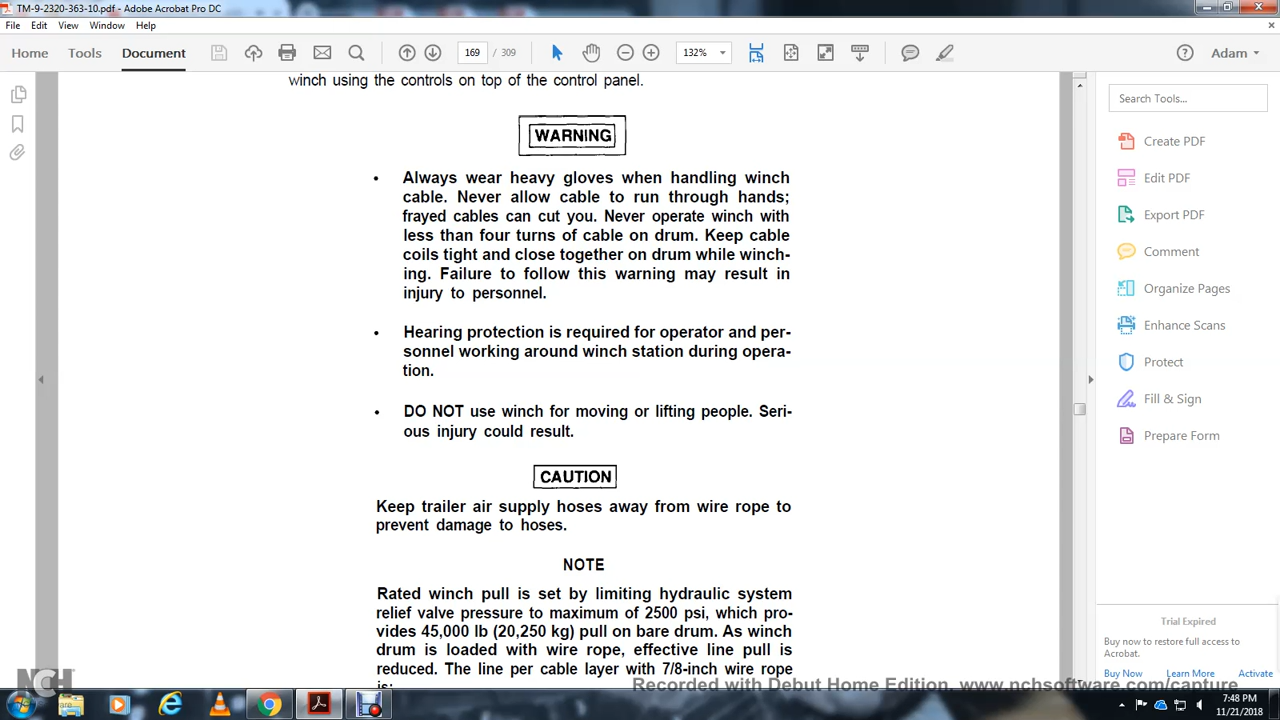 TM-9-2320-363-10.pdf - Adobe Acrobat Pro DC
File Edit View Window Help
Home Tools Document 169 / 309 132% Adam
winch using the controls on top of the control panel.
WARNING
• Always wear heavy gloves when handling winch
cable. Never allow cable to run through hands;
frayed cables can cut you. Never operate winch with
less than four turns of cable on drum. Keep cable
coils tight and close together on drum while winch-
ing. Failure to follow this warning may result in
injury to personnel.
• Hearing protection is required for operator and per-
sonnel working around winch station during opera-
tion.
• DO NOT use winch for moving or lifting people. Seri-
ous injury could result.
CAUTION
Keep trailer air supply hoses away from wire rope to
prevent damage to hoses.
NOTE
Rated winch pull is set by limiting hydraulic system
relief valve pressure to maximum of 2500 psi, which pro-
vides 45,000 lb (20,250 kg) pull on bare drum. As winch
drum is loaded with wire rope, effective line pull is
reduced. The line per cable layer with 7/8-inch wire rope
is:
Search Tools...
Create PDF
Edit PDF
Export PDF
Comment
Organize Pages
Enhance Scans
Protect
Fill & Sign
Prepare Form
Trial Expired
Buy now to restore full access to
Acrobat.
Buy Now Learn More Activate
NCH
Recorded with Debut Home Edition. www.nchsoftware.com/capture
7:48 PM
11/21/2018